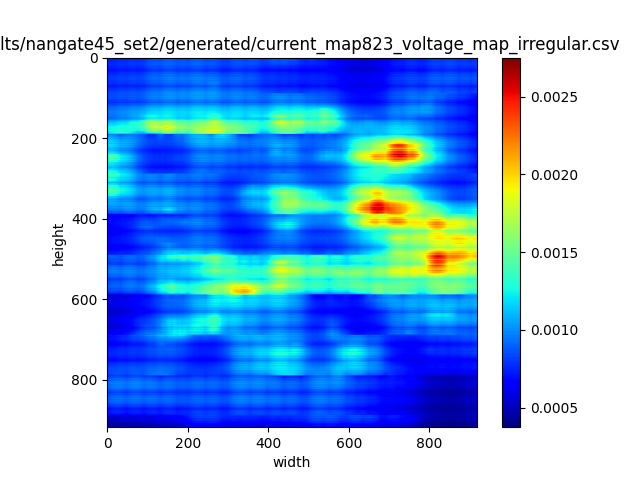 lts/nangate45_set2/generated/current_map823_voltage_map_irregular.csv
0
200
400
600
800
height
0 200 400 600 800
width
0.0025
0.0020
0.0015
0.0010
0.0005